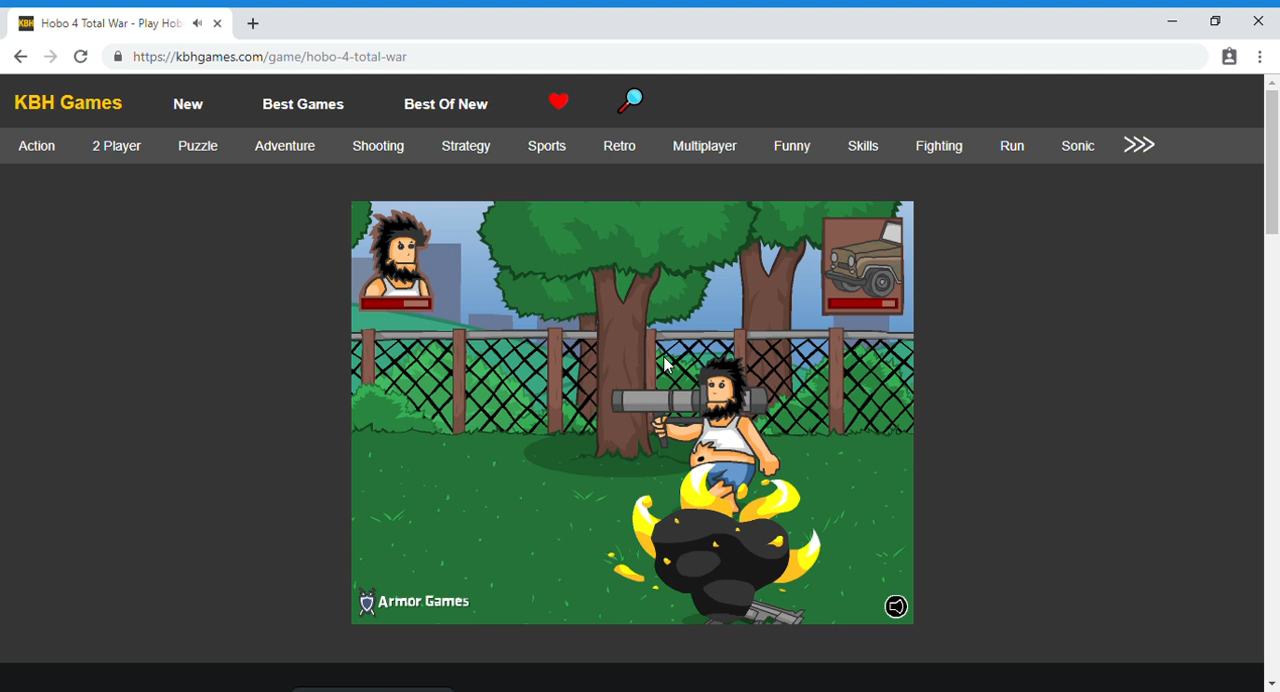 KBH Hobo 4 Total War - Play Hob
https://kbhgames.com/game/hobo-4-total-war
KBH Games New Best Games Best Of New
Action 2 Player Puzzle Adventure Shooting Strategy Sports Retro Multiplayer Funny Skills Fighting Run Sonic >>>
Armor Games